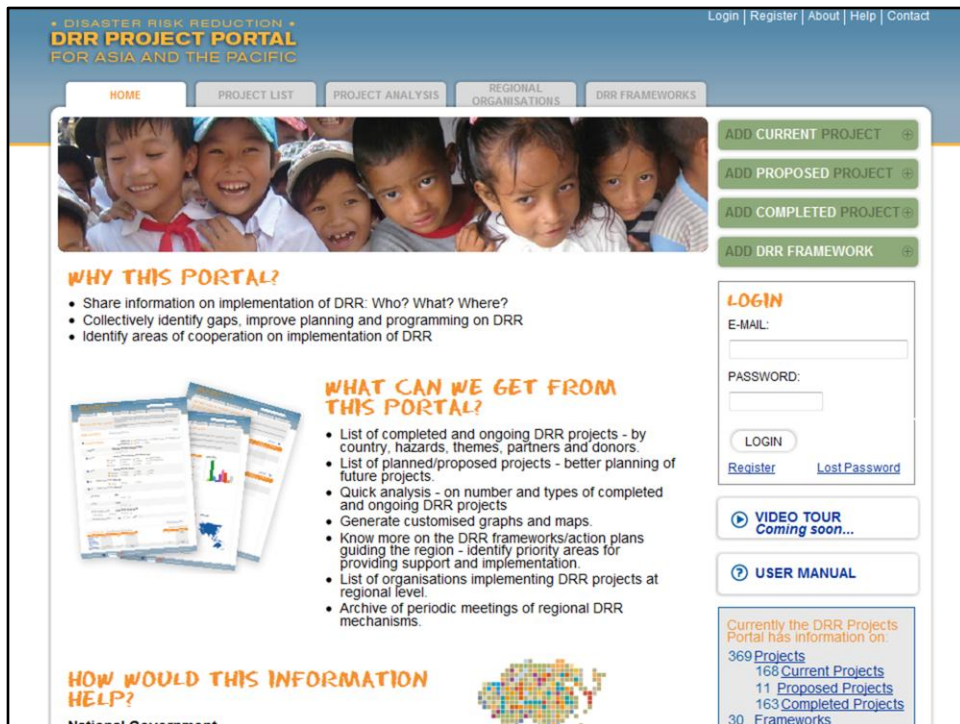 Login | Register | About | Help | Contact
• DISASTER RISK REDUCTION •
DRR PROJECT PORTAL
FOR ASIA AND THE PACIFIC
HOME
PROJECT LIST
PROJECT ANALYSIS
REGIONAL
ORGANISATIONS
DRR FRAMEWORKS
ADD CURRENT PROJECT
ADD PROPOSED PROJECT
ADD COMPLETED PROJECT
ADD DRR FRAMEWORK
WHY THIS PORTAL?
• Share information on implementation of DRR: Who? What? Where?
• Collectively identify gaps, improve planning and programming on DRR
• Identify areas of cooperation on implementation of DRR
WHAT CAN WE GET FROM
THIS PORTAL?
• List of completed and ongoing DRR projects - by
country, hazards, themes, partners and donors.
• List of planned/proposed projects - better planning of
future projects.
• Quick analysis - on number and types of completed
and ongoing DRR projects
• Generate customised graphs and maps.
• Know more on the DRR frameworks/action plans
guiding the region - identify priority areas for
providing support and implementation.
• List of organisations implementing DRR projects at
regional level.
• Archive of periodic meetings of regional DRR
mechanisms.
HOW WOULD THIS INFORMATION
HELP?
National Government
LOGIN
E-MAIL:
PASSWORD:
LOGIN
Register Lost Password
VIDEO TOUR
Coming soon...
USER MANUAL
Currently the DRR Projects
Portal has information on:
369 Projects
168 Current Projects
11 Proposed Projects
163 Completed Projects
30 Frameworks